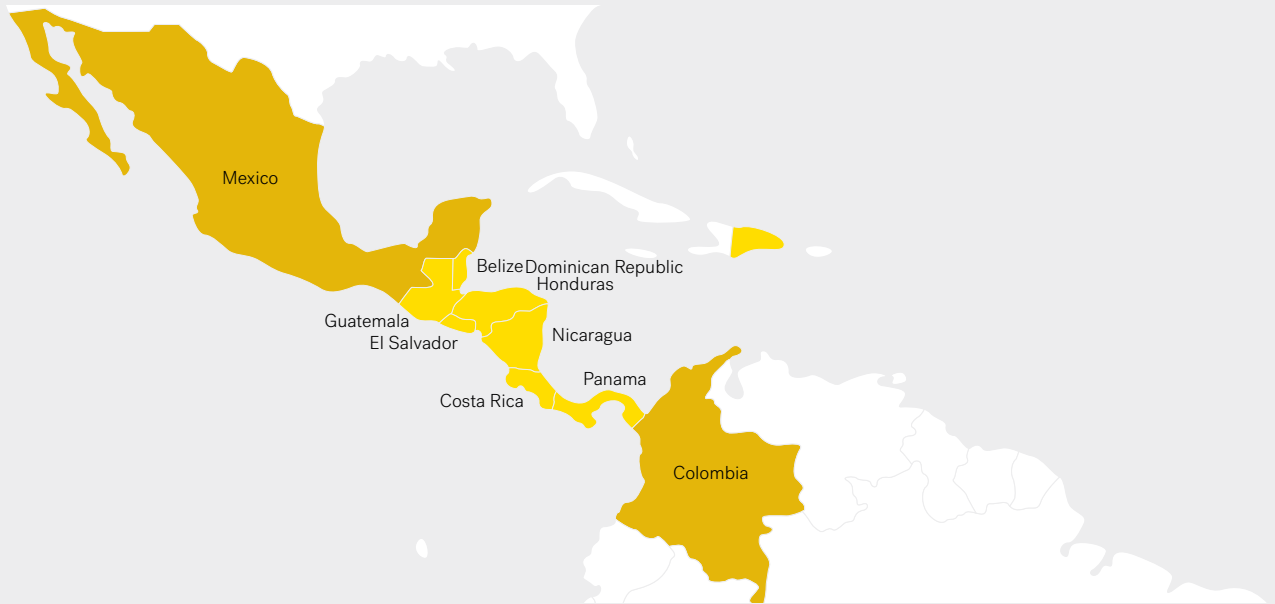 Mexico
Belize
Dominican Republic
Honduras
Guatemala
El Salvador
Nicaragua
Panama
Costa Rica
Colombia